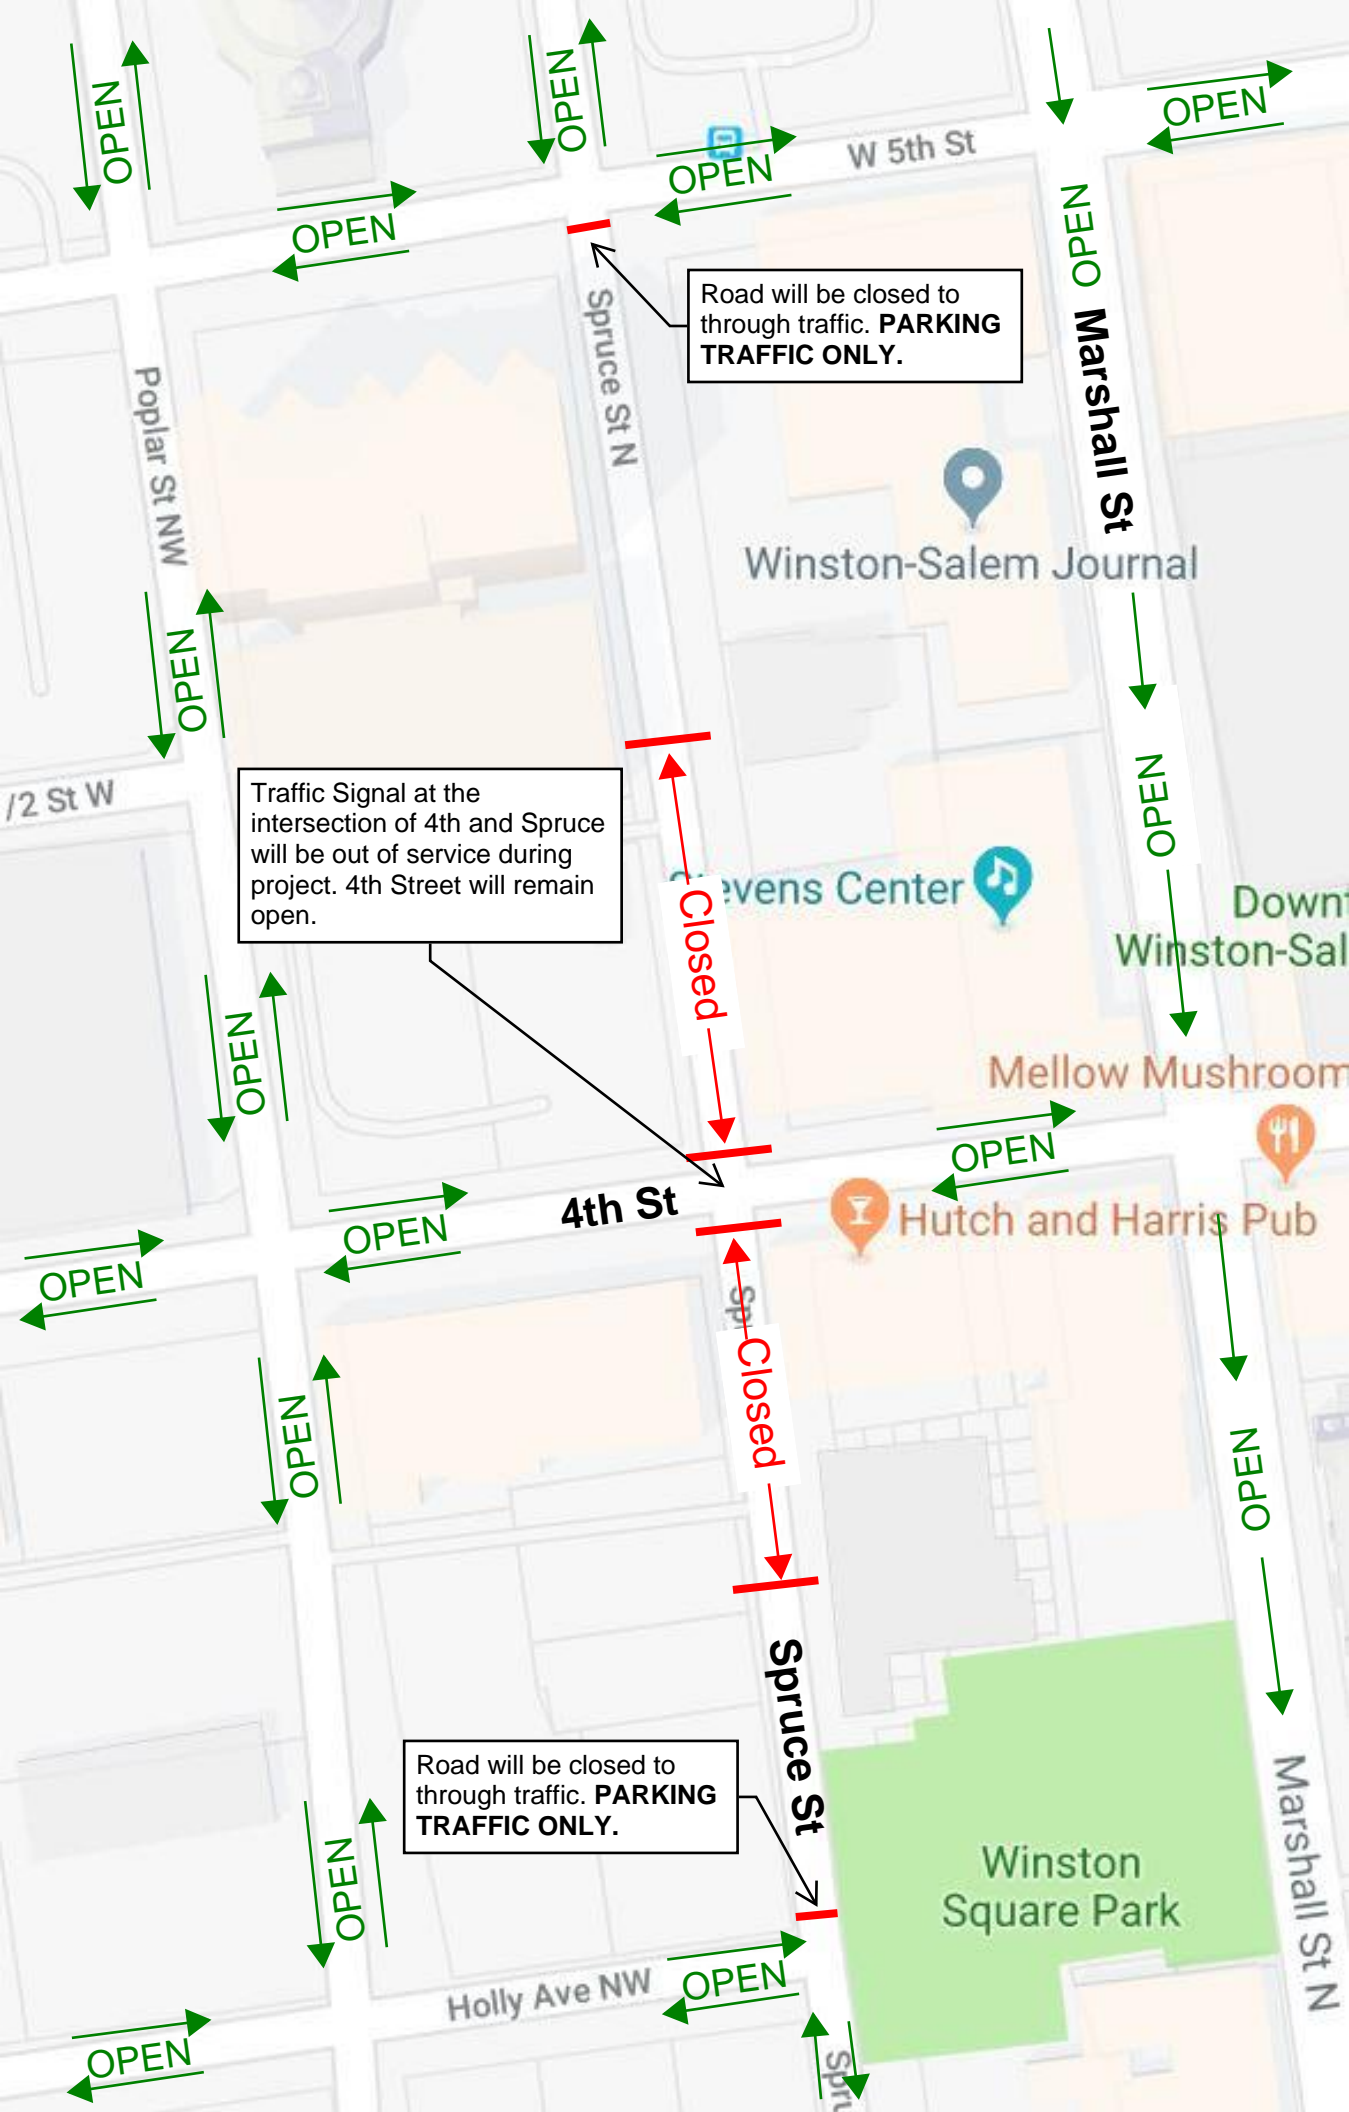 OPEN
OPEN
OPEN
OPEN
W 5th St
OPEN
OPEN
OPEN
Road will be closed to
through traffic. PARKING
TRAFFIC ONLY.
Spruce St N
Marshall St
Poplar St NW
Winston-Salem Journal
OPEN
/2 St W
Traffic Signal at the
intersection of 4th and Spruce
will be out of service during
project. 4th Street will remain
open.
OPEN
evens Center
Closed
Downt
Winston-Sal
OPEN
Mellow Mushroom
OPEN
4th St
OPEN
Hutch and Harris Pub
OPEN
Sp
Closed
OPEN
OPEN
Spruce St
Road will be closed to
through traffic. PARKING
TRAFFIC ONLY.
Marshall St N
OPEN
Winston
Square Park
Holly Ave NW
OPEN
OPEN
Spru